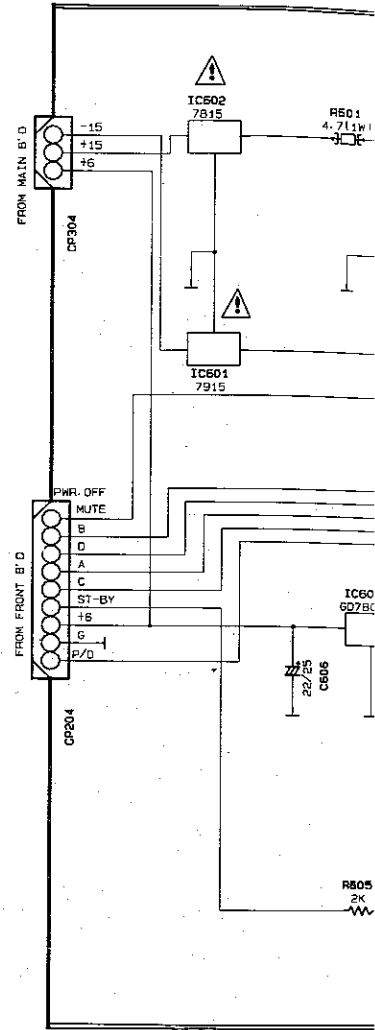 IC602
7815
R601
4.7(1W)
-15
+15
+6
FROM MAIN B'D
CP304
IC601
7915
PWR.OFF
MUTE
B
D
A
C
ST-BY
+6
G
P/D
FROM FRONT B'D
CP204
IC60
22/25
C606
R605
2K